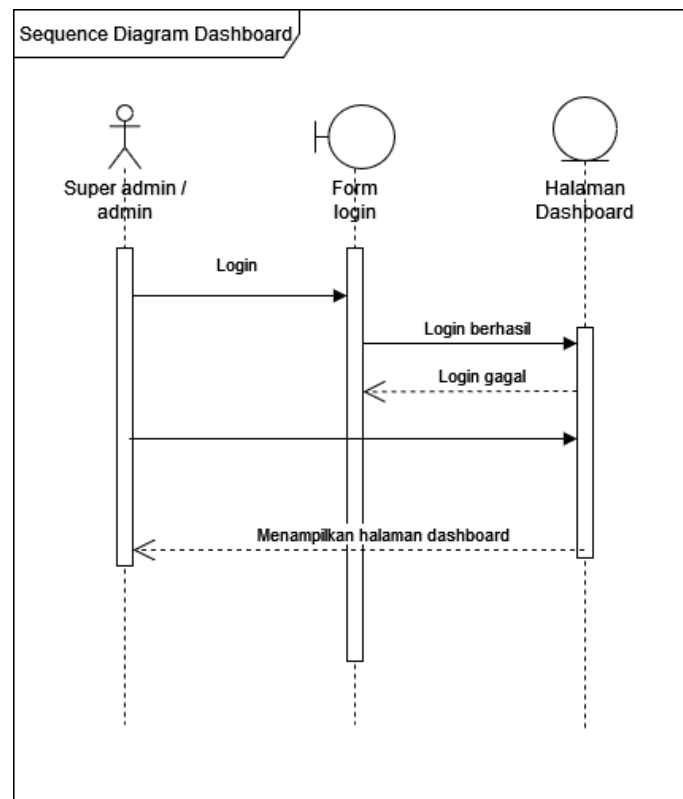 Sequence Diagram Dashboard
Super admin /
admin
Form
login
Halaman
Dashboard
Login
Login berhasil
Login gagal
Menampilkan halaman dashboard